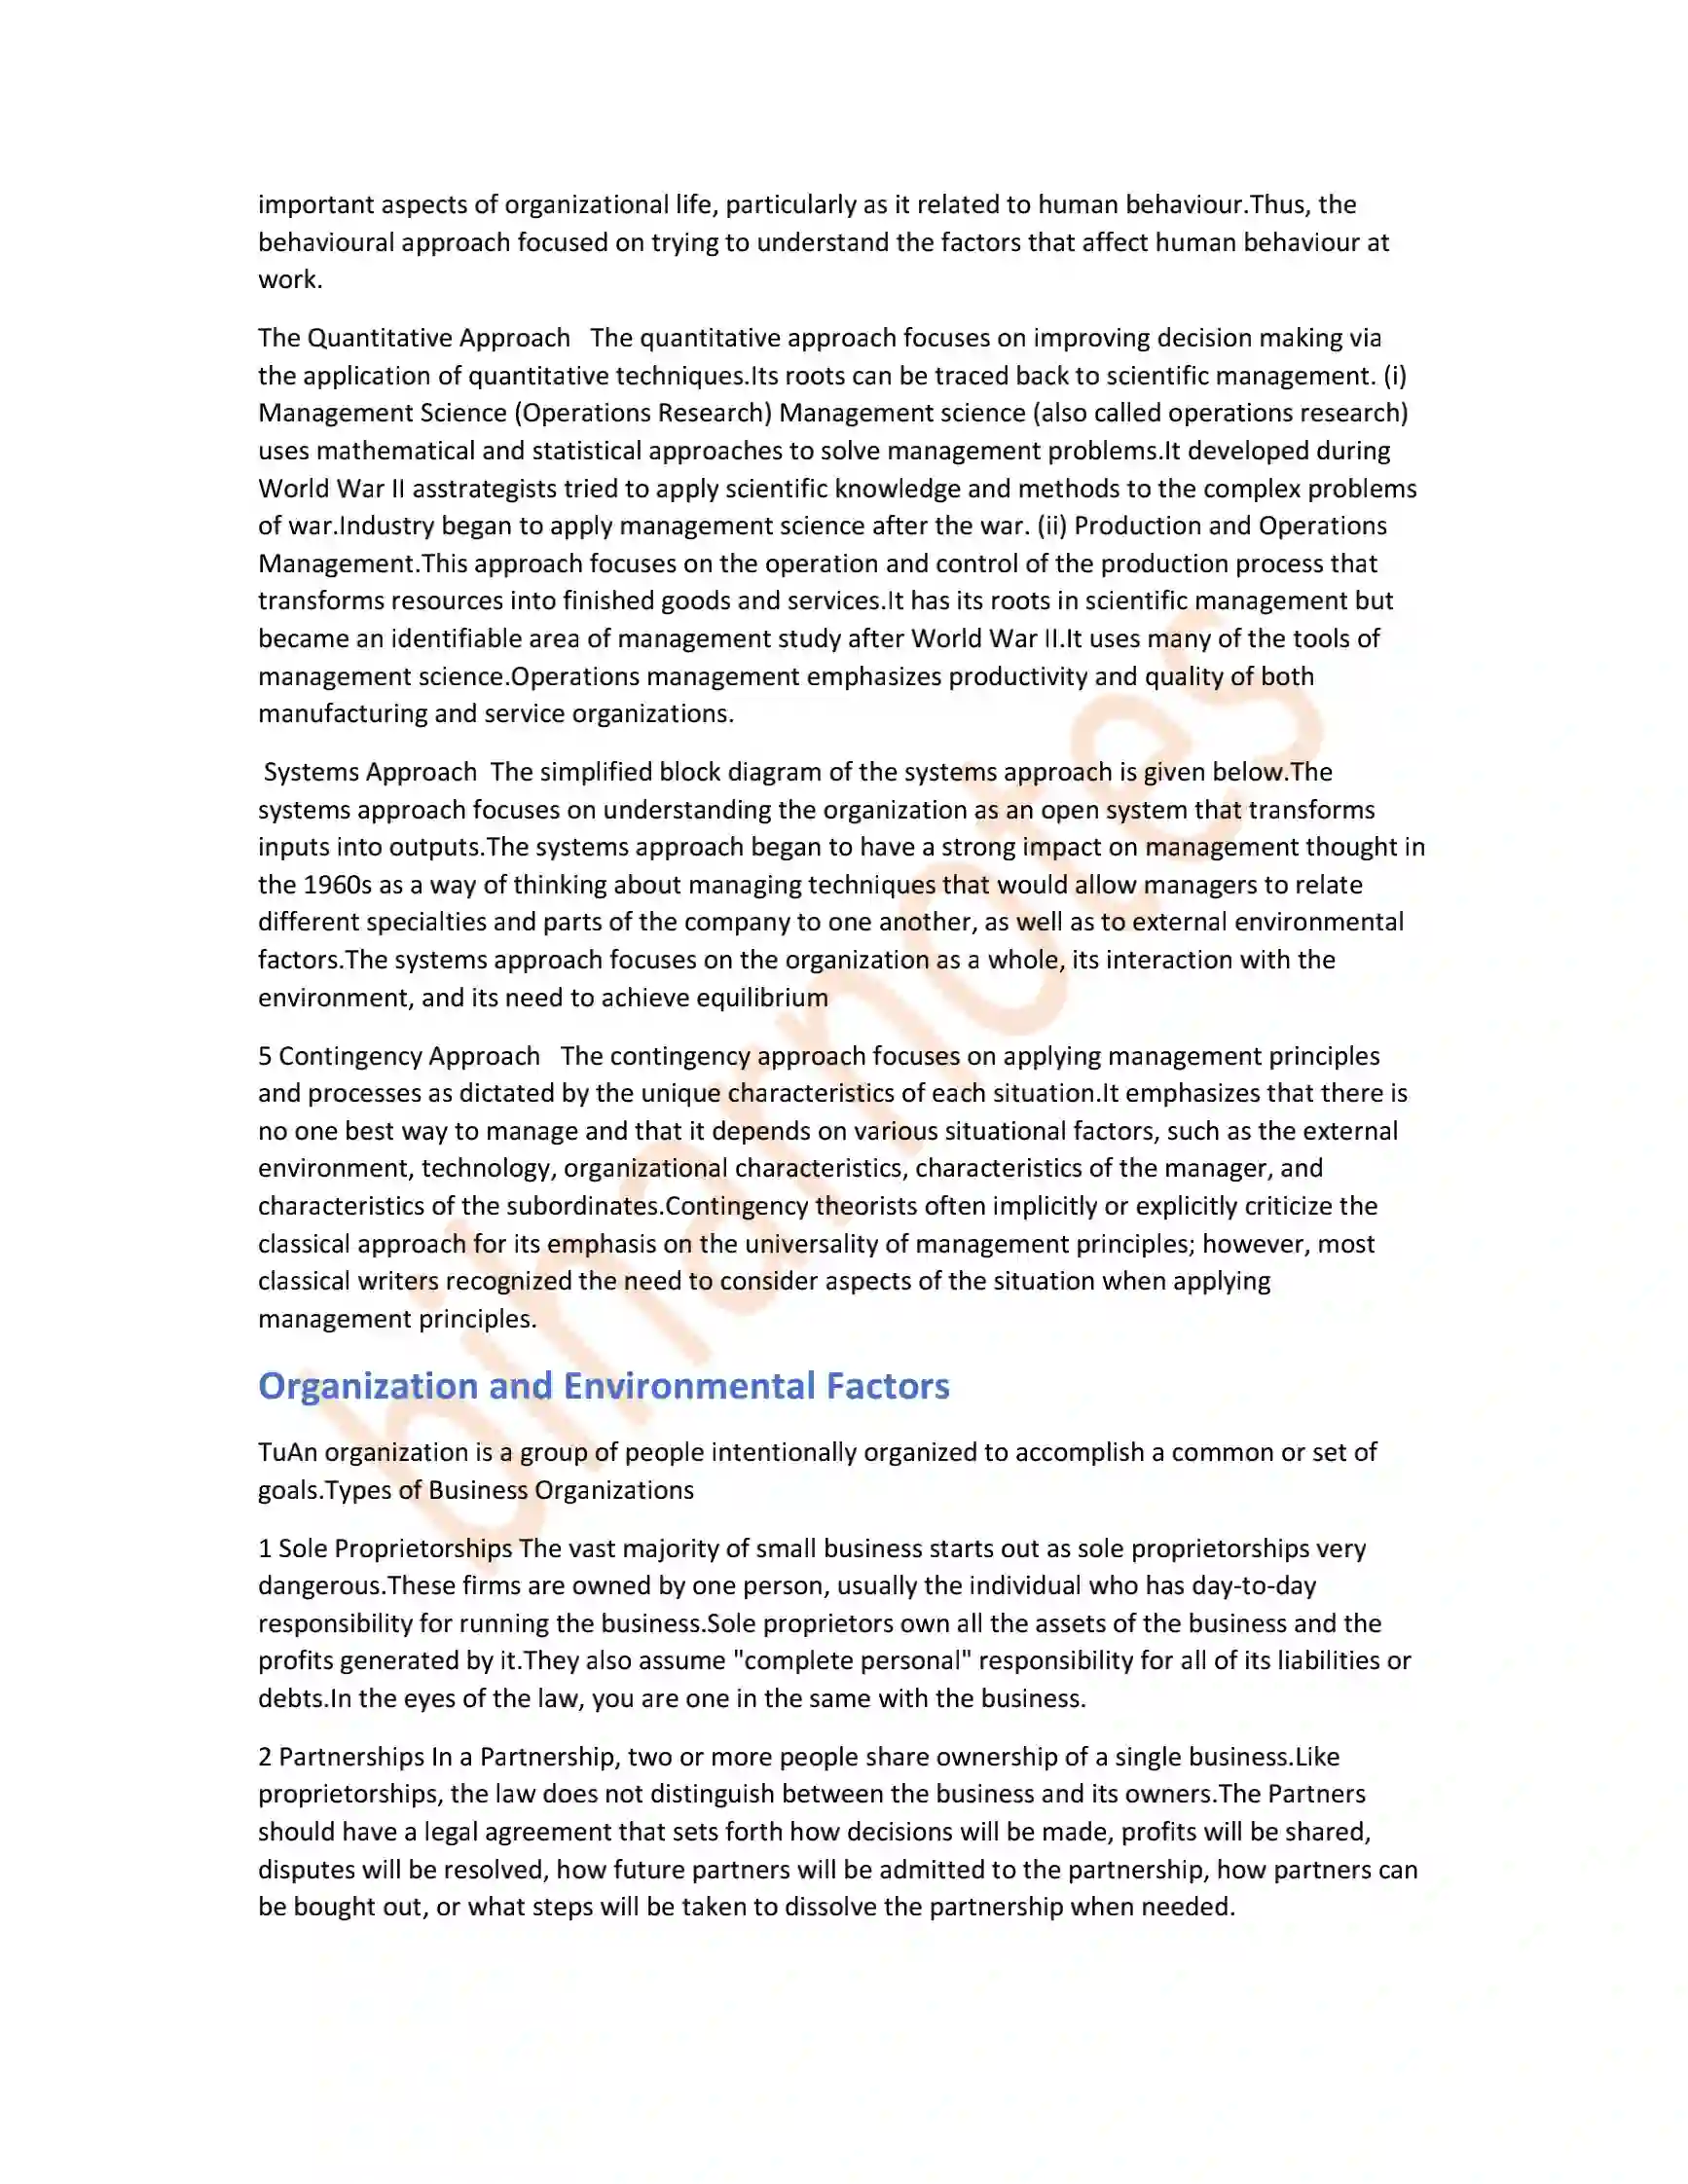 important aspects of organizational life, particularly as it related to human behaviour.Thus, the
behavioural approach focused on trying to understand the factors that affect human behaviour at
work.
The Quantitative Approach   The quantitative approach focuses on improving decision making via
the application of quantitative techniques.Its roots can be traced back to scientific management. (i)
Management Science (Operations Research) Management science (also called operations research)
uses mathematical and statistical approaches to solve management problems.It developed during
World War II asstrategists tried to apply scientific knowledge and methods to the complex problems
of war.Industry began to apply management science after the war. (ii) Production and Operations
Management.This approach focuses on the operation and control of the production process that
transforms resources into finished goods and services.It has its roots in scientific management but
became an identifiable area of management study after World War II.It uses many of the tools of
management science.Operations management emphasizes productivity and quality of both
manufacturing and service organizations.
Systems Approach  The simplified block diagram of the systems approach is given below.The
systems approach focuses on understanding the organization as an open system that transforms
inputs into outputs.The systems approach began to have a strong impact on management thought in
the 1960s as a way of thinking about managing techniques that would allow managers to relate
different specialties and parts of the company to one another, as well as to external environmental
factors.The systems approach focuses on the organization as a whole, its interaction with the
environment, and its need to achieve equilibrium
5 Contingency Approach   The contingency approach focuses on applying management principles
and processes as dictated by the unique characteristics of each situation.It emphasizes that there is
no one best way to manage and that it depends on various situational factors, such as the external
environment, technology, organizational characteristics, characteristics of the manager, and
characteristics of the subordinates.Contingency theorists often implicitly or explicitly criticize the
classical approach for its emphasis on the universality of management principles; however, most
classical writers recognized the need to consider aspects of the situation when applying
management principles.
Organization and Environmental Factors
TuAn organization is a group of people intentionally organized to accomplish a common or set of
goals.Types of Business Organizations
1 Sole Proprietorships The vast majority of small business starts out as sole proprietorships very
dangerous.These firms are owned by one person, usually the individual who has day-to-day
responsibility for running the business.Sole proprietors own all the assets of the business and the
profits generated by it.They also assume "complete personal" responsibility for all of its liabilities or
debts.In the eyes of the law, you are one in the same with the business.
2 Partnerships In a Partnership, two or more people share ownership of a single business.Like
proprietorships, the law does not distinguish between the business and its owners.The Partners
should have a legal agreement that sets forth how decisions will be made, profits will be shared,
disputes will be resolved, how future partners will be admitted to the partnership, how partners can
be bought out, or what steps will be taken to dissolve the partnership when needed.
biharnotes